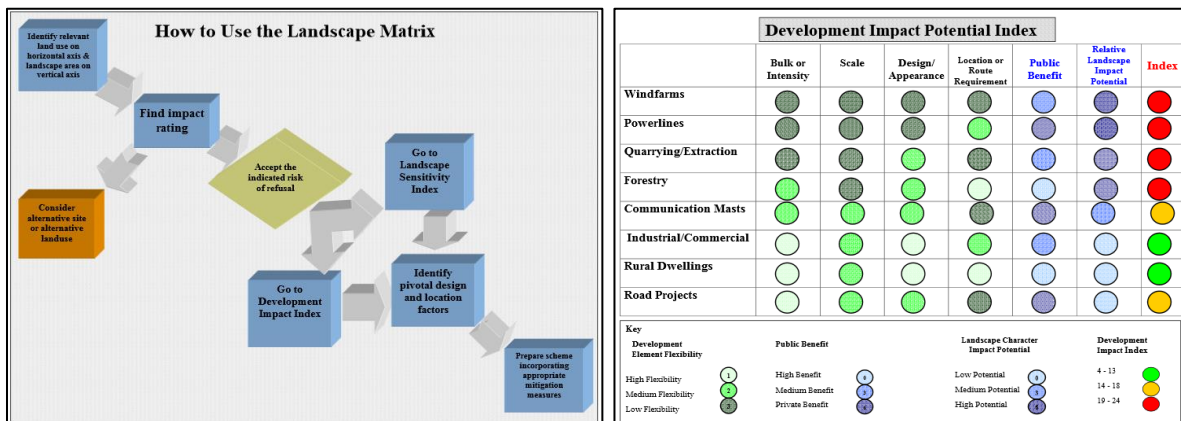 How to Use the Landscape Matrix
Identify relevant
land use on
horizontal axis &
landscape area on
vertical axis
Find impact
rating
Accept the
indicated risk
of refusal
Go to
Landscape
Sensitivity
Index
Consider
alternative site
or alternative
landuse
Go to
Development
Impact Index
Identify
pivotal design
and location
factors
Prepare scheme
incorporating
appropriate
mitigation
measures
Development Impact Potential Index
Bulk or
Intensity
Scale
Design/
Appearance
Location or
Route
Requirement
Public
Benefit
Relative
Landscape
Impact
Potential
Index
Windfarms
Powerlines
Quarrying/Extraction
Forestry
Communication Masts
Industrial/Commercial
Rural Dwellings
Road Projects
Key
Development
Element Flexibility
High Flexibility 1
Medium Flexibility 2
Low Flexibility
Public Benefit
High Benefit
Medium Benefit
Private Benefit
Landscape Character
Impact Potential
Low Potential
Medium Potential
High Potential
Development
Impact Index
4 - 13
14 - 18
19 - 24